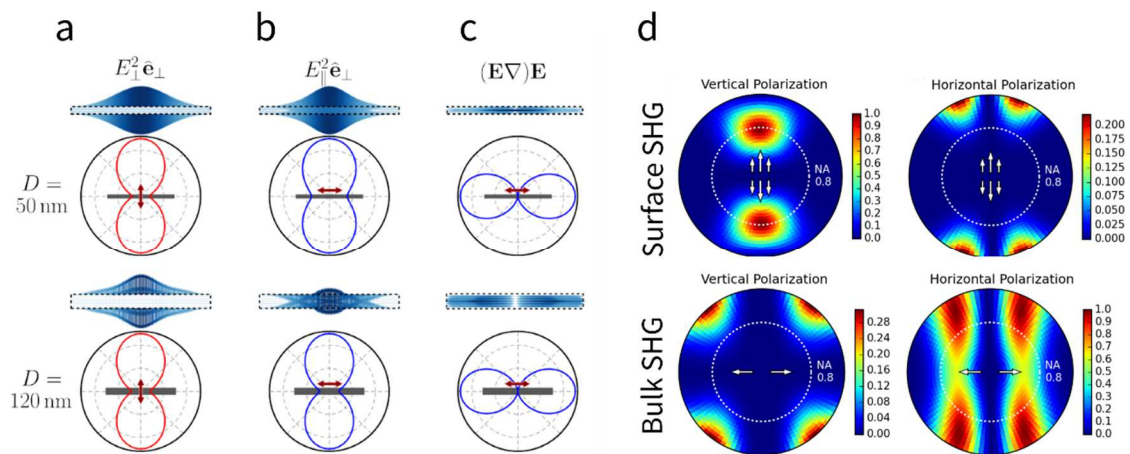 a
b
c
d
E⊥² ê⊥
E∥² ê⊥
(E∇)E
D =
50 nm
D =
120 nm
Surface SHG
Vertical Polarization
NA
0.8
1.0
0.9
0.8
0.7
0.6
0.5
0.4
0.3
0.2
0.1
0.0
Horizontal Polarization
NA
0.8
0.200
0.175
0.150
0.125
0.100
0.075
0.050
0.025
0.000
Bulk SHG
Vertical Polarization
NA
0.8
0.28
0.24
0.20
0.16
0.12
0.08
0.04
0.00
Horizontal Polarization
NA
0.8
1.0
0.9
0.8
0.7
0.6
0.5
0.4
0.3
0.2
0.1
0.0